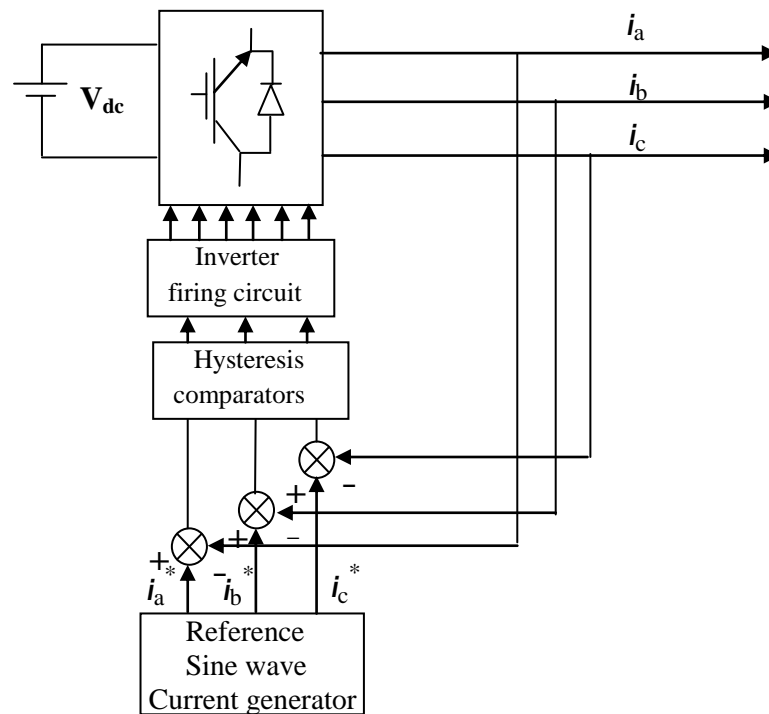 i_a
V_dc
i_b
i_c
Inverter
firing circuit
Hysteresis
comparators
+ −
+ −
+ −
i_a* i_b* i_c*
Reference
Sine wave
Current generator